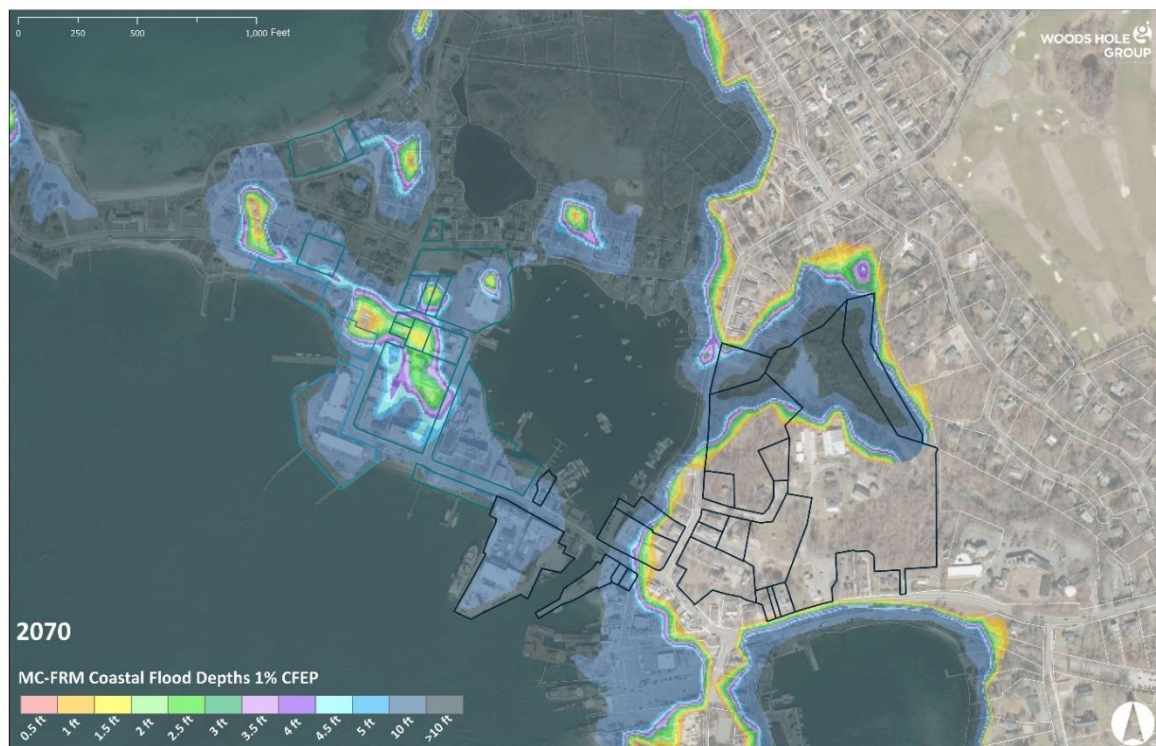 0 250 500 1,000 Feet
WOODS HOLE
GROUP
2070
MC-FRM Coastal Flood Depths 1% CFEP
0.5 ft 1 ft 1.5 ft 2 ft 2.5 ft 3 ft 3.5 ft 4 ft 4.5 ft 5 ft 10 ft >10 ft